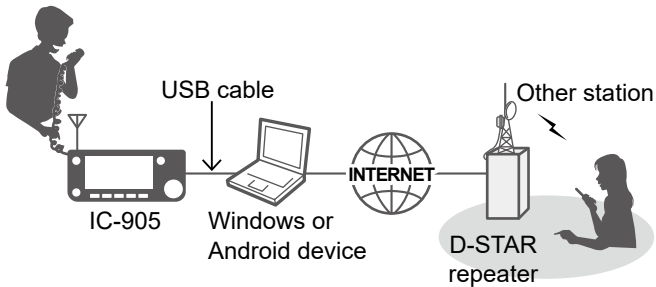 USB cable
Other station
INTERNET
IC-905
Windows or
Android device
D-STAR
repeater